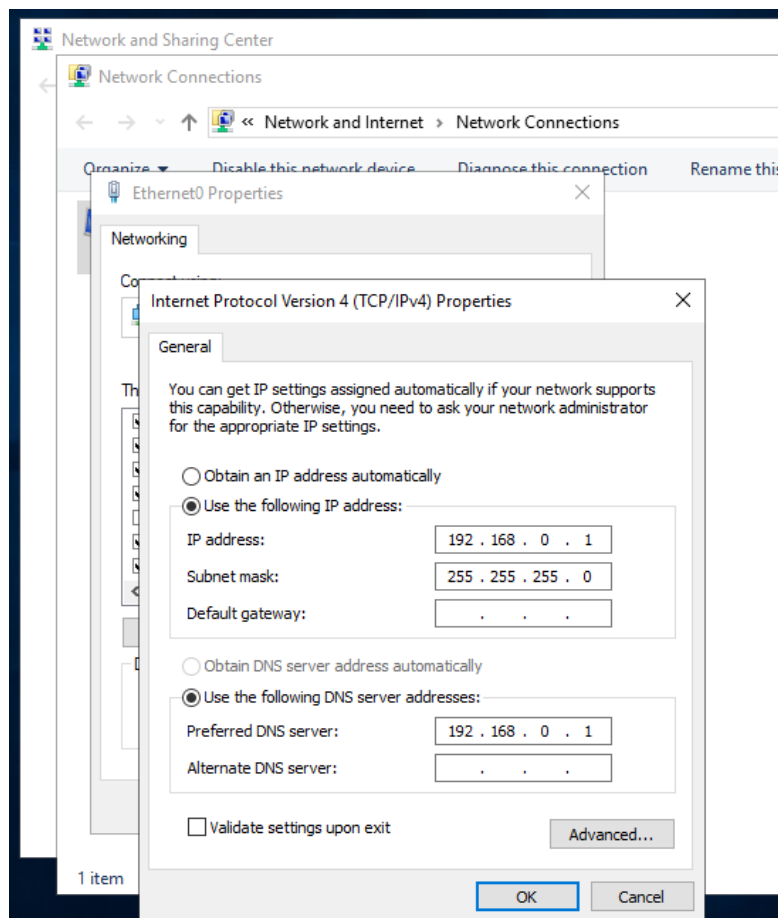 Network and Sharing Center
Network Connections
« Network and Internet › Network Connections
Organize Disable this network device Diagnose this connection Rename this
Ethernet0 Properties
Networking
Internet Protocol Version 4 (TCP/IPv4) Properties
General
You can get IP settings assigned automatically if your network supports
this capability. Otherwise, you need to ask your network administrator
for the appropriate IP settings.
Obtain an IP address automatically
Use the following IP address:
IP address: 192 . 168 . 0 . 1
Subnet mask: 255 . 255 . 255 . 0
Default gateway: . . .
Obtain DNS server address automatically
Use the following DNS server addresses:
Preferred DNS server: 192 . 168 . 0 . 1
Alternate DNS server: . . .
Validate settings upon exit
Advanced...
1 item
OK Cancel